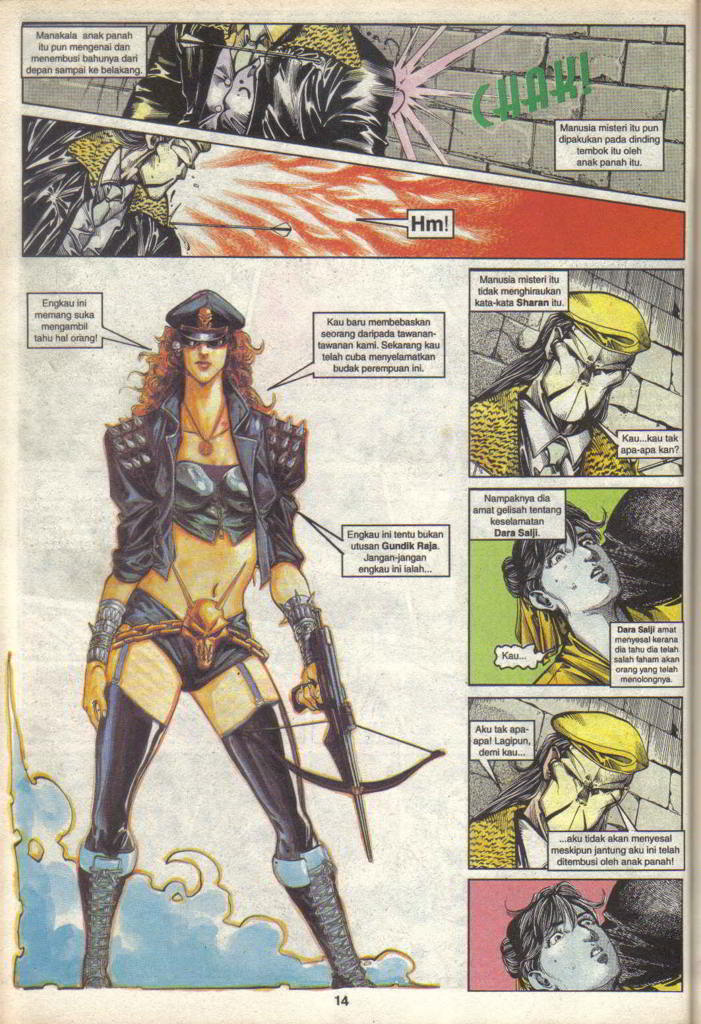 Manakala anak panah
itu pun mengenai dan
menembusi bahunya dari
depan sampai ke belakang.
CHAK!
Manusia misteri itu pun
dipakukan pada dinding
tembok itu oleh
anak panah itu.
Hm!
Engkau ini
memang suka
mengambil
tahu hal orang!
Kau baru membebaskan
seorang daripada tawanan-
tawanan kami. Sekarang kau
telah cuba menyelamatkan
budak perempuan ini.
Engkau ini tentu bukan
utusan Gundik Raja.
Jangan-jangan
engkau ini ialah...
Manusia misteri itu
tidak menghiraukan
kata-kata Sharan itu.
Kau...kau tak
apa-apa kan?
Nampaknya dia
amat gelisah tentang
keselamatan
Dara Salji.
Kau...
Dara Salji amat
menyesal kerana
dia tahu dia telah
salah faham akan
orang yang telah
menolongnya.
Aku tak apa-
apa! Lagipun,
demi kau...
...aku tidak akan menyesal
meskipun jantung aku ini telah
ditembusi oleh anak panah!
14